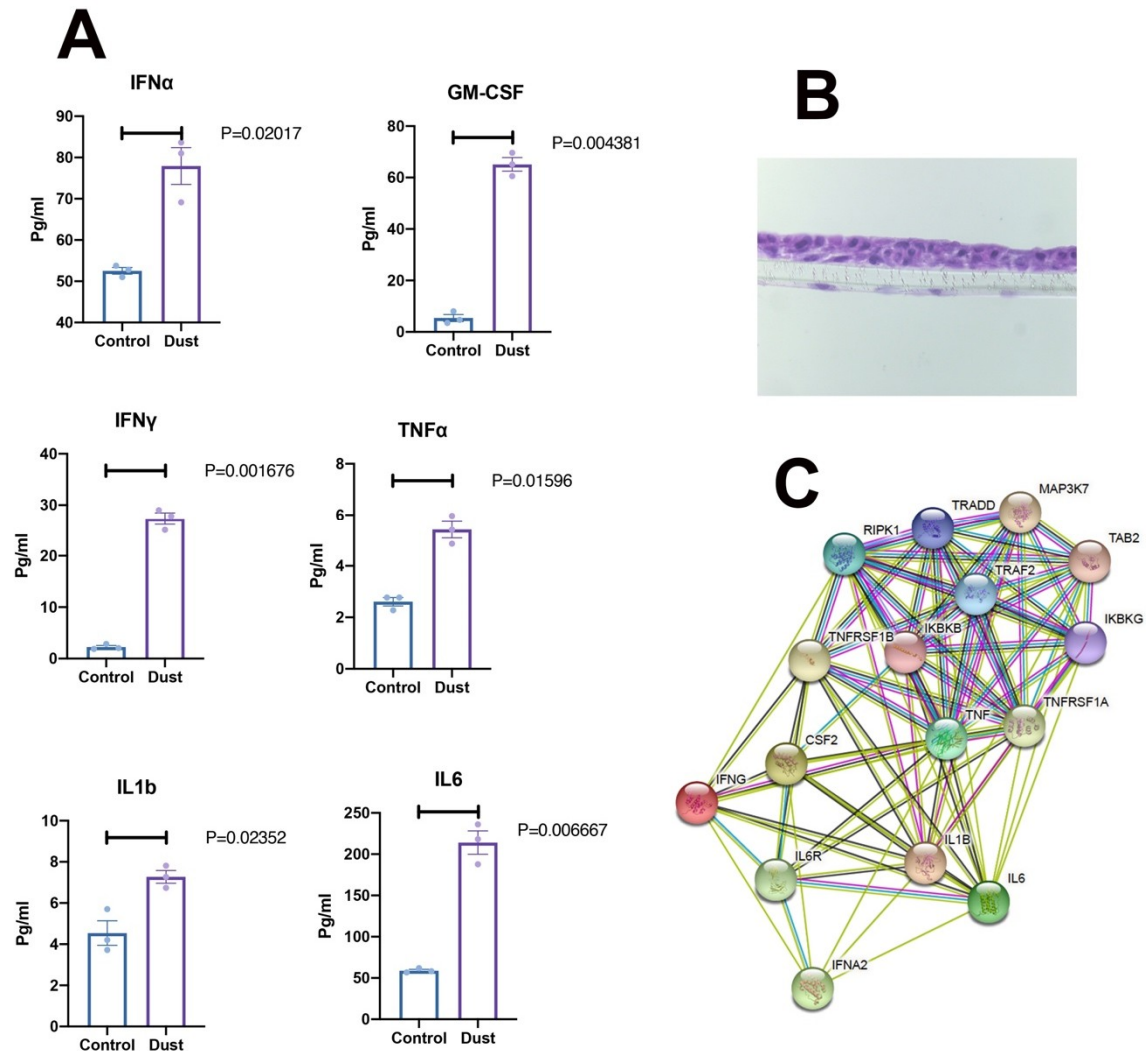 A
IFNα
90
80
70
60
50
40
Pg/ml
P=0.02017
Control Dust
GM-CSF
80
60
40
20
0
Pg/ml
P=0.004381
Control Dust
IFNγ
40
30
20
10
0
Pg/ml
P=0.001676
Control Dust
TNFα
8
6
4
2
0
Pg/ml
P=0.01596
Control Dust
IL1b
10
8
6
4
2
0
Pg/ml
P=0.02352
Control Dust
IL6
250
200
150
100
50
0
Pg/ml
P=0.006667
Control Dust
B
C
MAP3K7
TRADD
RIPK1
TAB2
TRAF2
IKBKG
TNFRSF1B
IKBKB
TNFRSF1A
TNF
CSF2
IFNG
IL1B
IL6R
IL6
IFNA2